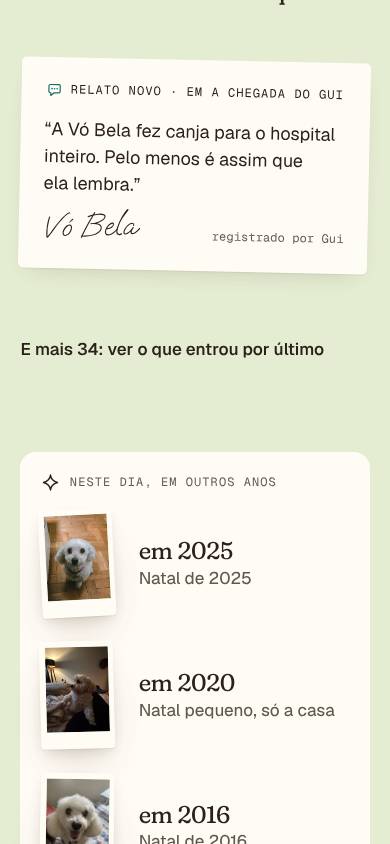 RELATO NOVO · EM A CHEGADA DO GUI
“A Vó Bela fez canja para o hospital
inteiro. Pelo menos é assim que
ela lembra.”
Vó Bela
registrado por Gui
E mais 34: ver o que entrou por último
NESTE DIA, EM OUTROS ANOS
em 2025
Natal de 2025
em 2020
Natal pequeno, só a casa
em 2016
Natal de 2016